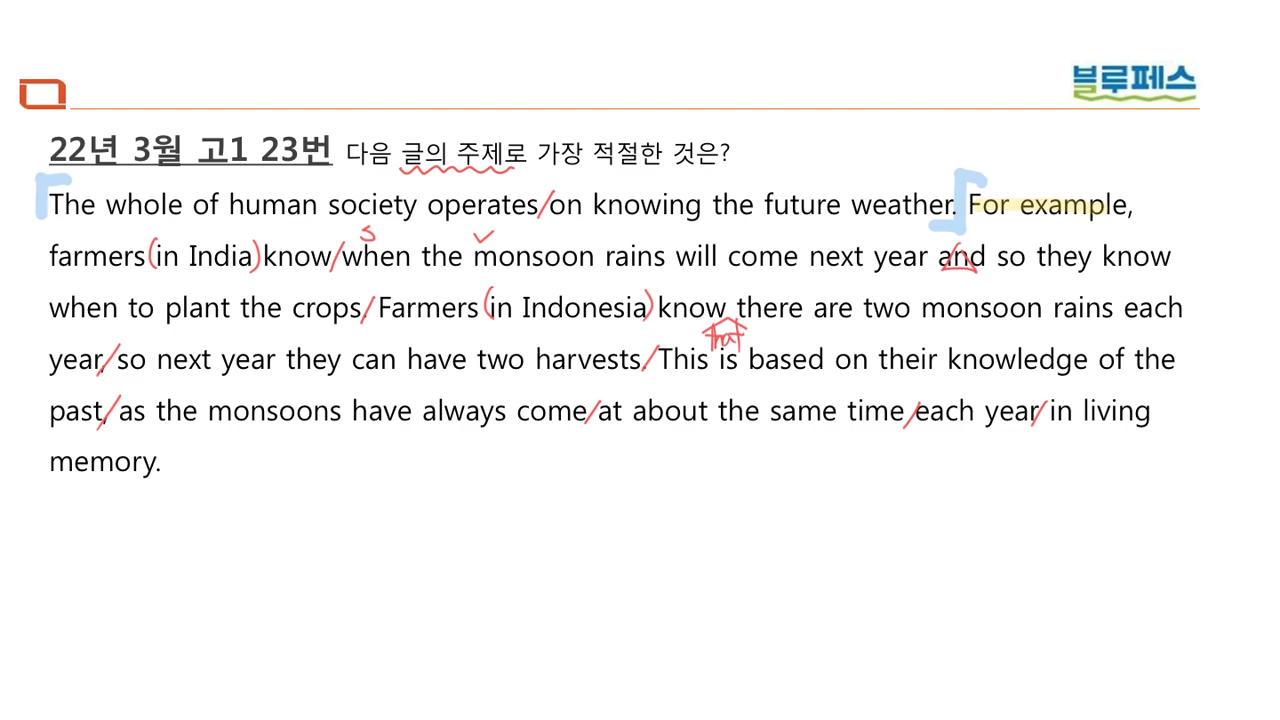 블루페스
22년 3월 고1 23번 다음 글의 주제로 가장 적절한 것은?
The whole of human society operates on knowing the future weather. For example,
s
farmers (in India) know when the monsoon rains will come next year and so they know
when to plant the crops. Farmers (in Indonesia) know there are two monsoon rains each
that
year, so next year they can have two harvests. This is based on their knowledge of the
past, as the monsoons have always come at about the same time each year in living
memory.